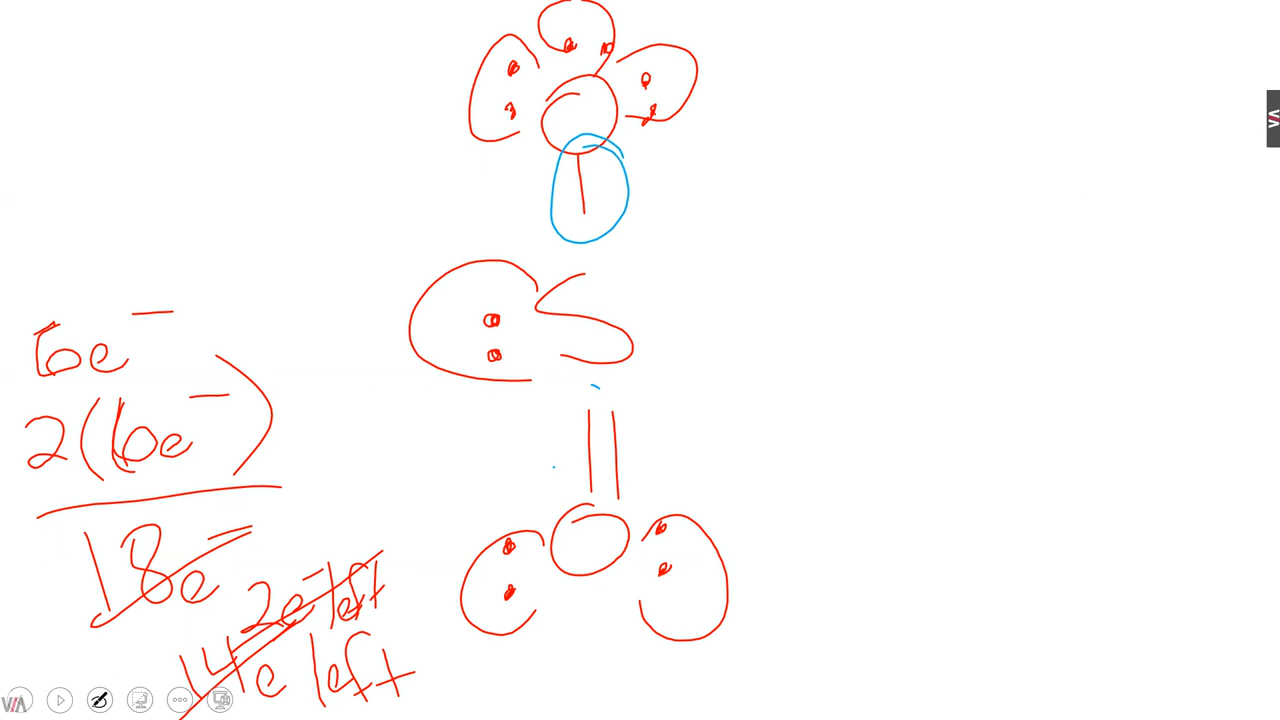 O
S
6e⁻
2(6e⁻)
18e⁻
2e⁻ left
14e left
O